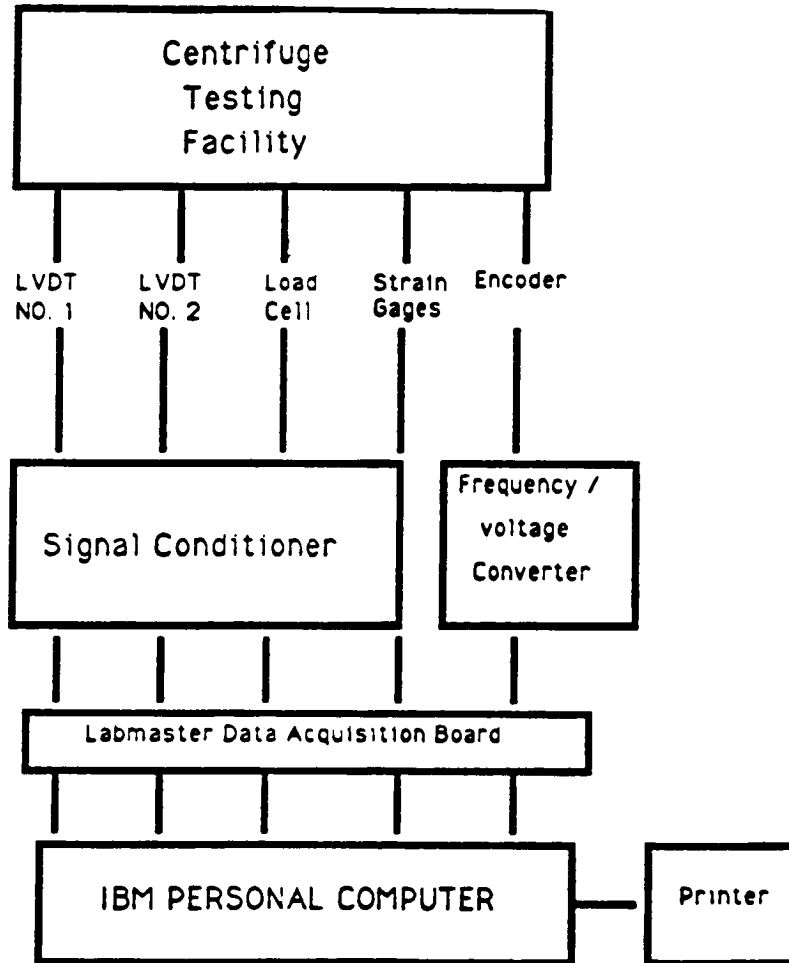 Centrifuge
Testing
Facility
LVDT
NO. 1
LVDT
NO. 2
Load
Cell
Strain
Gages
Encoder
Signal Conditioner
Frequency /
voltage
Converter
Labmaster Data Acquisition Board
IBM PERSONAL COMPUTER
Printer